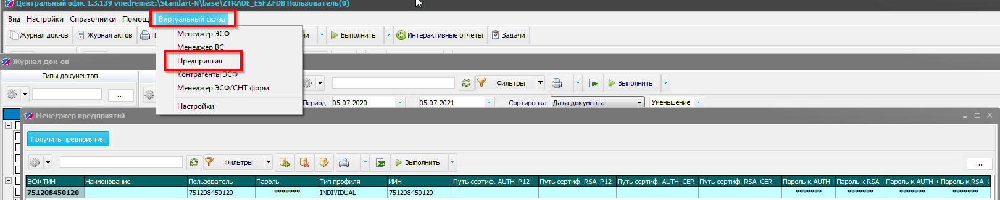 Центральный офис 1.3.139 vnedrenie:E:\Standart-N\base\ZTRADE_ESF2.FDB Пользователь(0)
Вид Настройки Справочники Помощь Виртуальный склад
Журнал док-ов Журнал актов Выполнить Интерактивные отчеты Задачи
Менеджер ЭСФ
Менеджер ВС
Предприятия
Контрагенты ЭСФ
Менеджер ЭСФ/СНТ форм
Настройки
Журнал док-ов
Типы документов
... Фильтры XLS Выполнить
Период 05.07.2020 - 05.07.2021 Сортировка Дата документа Уменьшение
Менеджер предприятий
Получить предприятия
Фильтры XLS Выполнить ...
ЭСФ ТИН Наименование Пользователь Пароль Тип профиля ИИН Путь сертиф. AUTH_P12 Путь сертиф. RSA_P12 Путь сертиф. AUTH_CER Путь сертиф. RSA_CER Пароль к AUTH_ Пароль к RSA_ Пароль к AUTH_ Пароль к RSA_
751208450120 751208450120 ******* INDIVIDUAL 751208450120 ******* ******* ******* *******